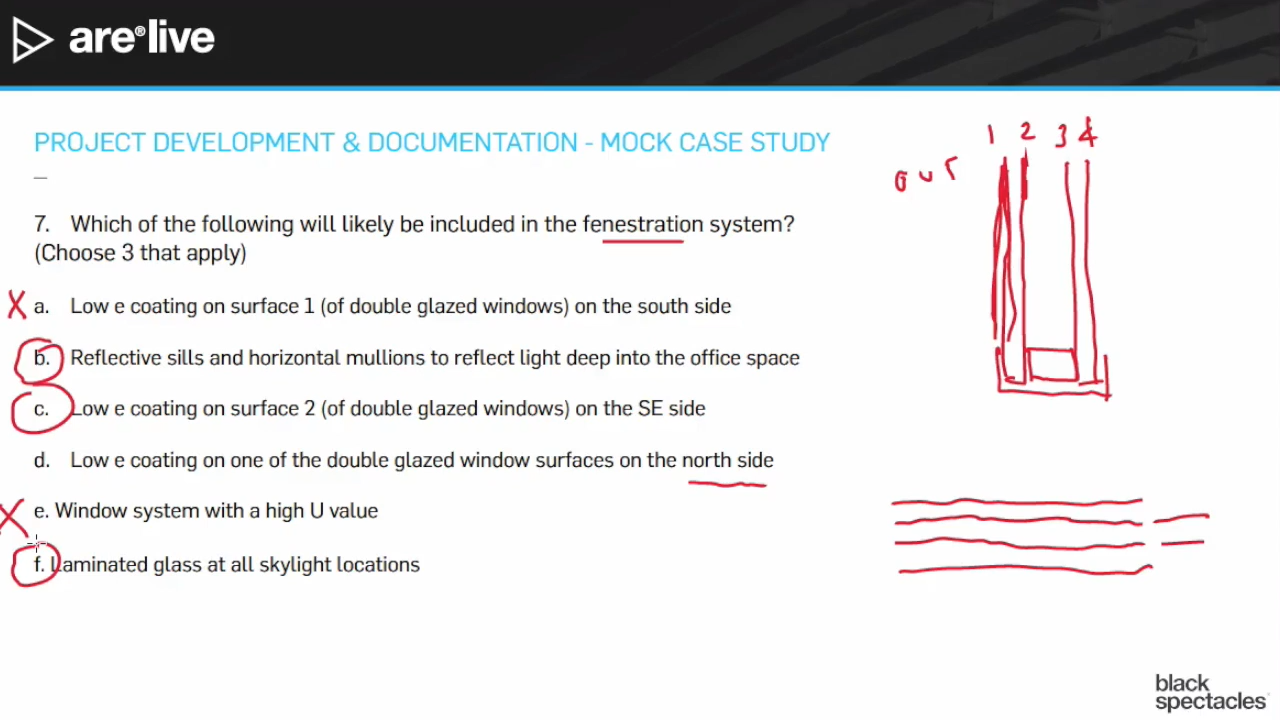 are®live
PROJECT DEVELOPMENT & DOCUMENTATION - MOCK CASE STUDY
1 2 3 4
OUT
7. Which of the following will likely be included in the fenestration system?
(Choose 3 that apply)
X a. Low e coating on surface 1 (of double glazed windows) on the south side
b. Reflective sills and horizontal mullions to reflect light deep into the office space
c. Low e coating on surface 2 (of double glazed windows) on the SE side
d. Low e coating on one of the double glazed window surfaces on the north side
X e. Window system with a high U value
f. Laminated glass at all skylight locations
black
spectacles